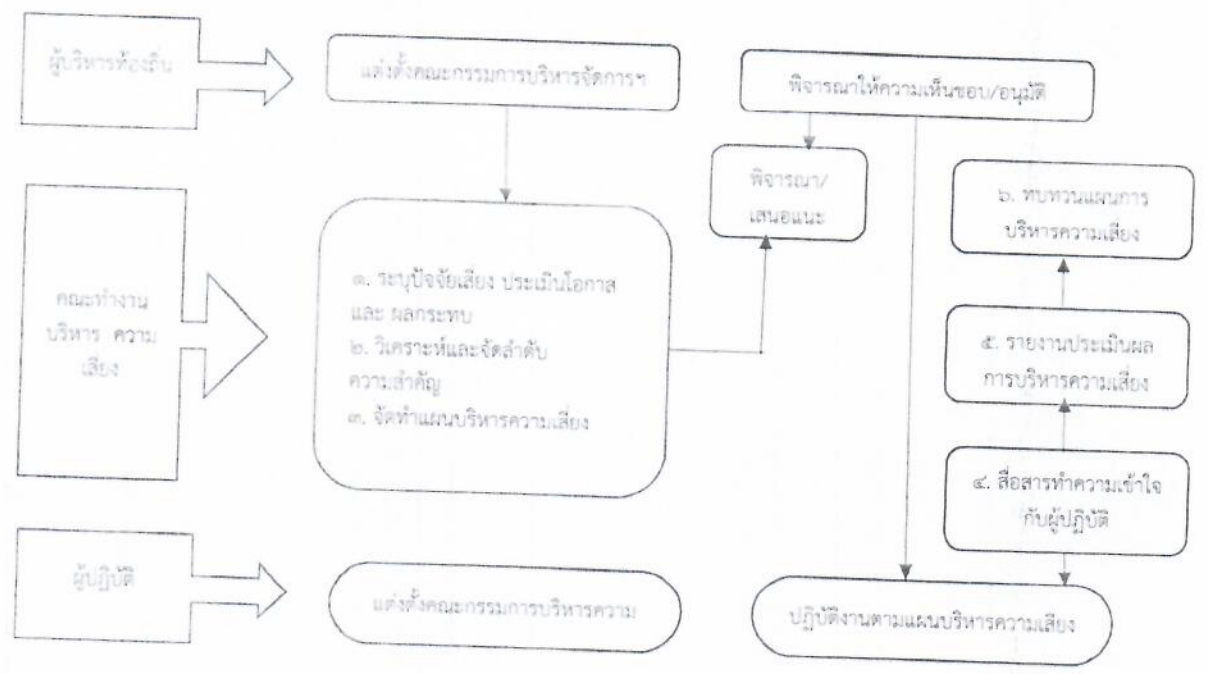 ผู้บริหารท้องถิ่น
แต่งตั้งคณะกรรมการบริหารจัดการฯ
พิจารณาให้ความเห็นชอบ/อนุมัติ
พิจารณา/
เสนอแนะ
๖. ทบทวนแผนการ
บริหารความเสี่ยง
คณะทำงาน
บริหาร ความ
เสี่ยง
๑. ระบุปัจจัยเสี่ยง ประเมินโอกาส
และ ผลกระทบ
๒. วิเคราะห์และจัดลำดับ
ความสำคัญ
๓. จัดทำแผนบริหารความเสี่ยง
๕. รายงานประเมินผล
การบริหารความเสี่ยง
๔. สื่อสารทำความเข้าใจ
กับผู้ปฏิบัติ
ผู้ปฏิบัติ
แต่งตั้งคณะกรรมการบริหารความ
ปฏิบัติงานตามแผนบริหารความเสี่ยง